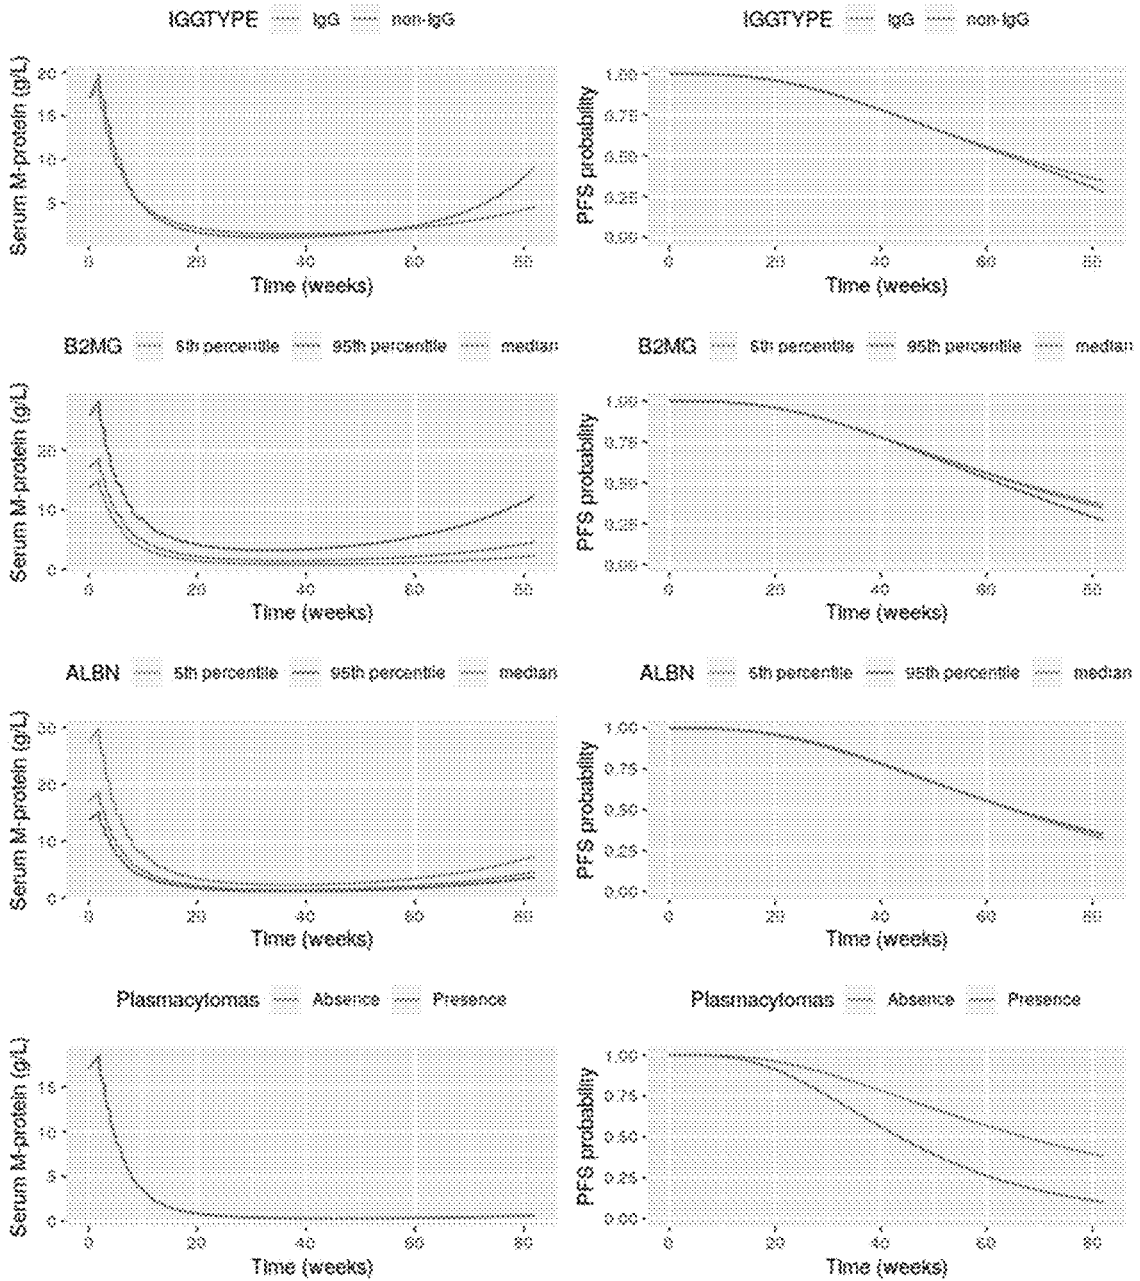 IGGTYPE IgG non-IgG IGGTYPE IgG non-IgG
Serum M-protein (g/L)
20
15
10
5
0 20 40 60 80
Time (weeks)
PFS probability
1.00
0.75
0.50
0.25
0.00
0 20 40 60 80
Time (weeks)
B2MG 5th percentile 95th percentile median B2MG 5th percentile 95th percentile median
Serum M-protein (g/L)
20
10
0
0 20 40 60 80
Time (weeks)
PFS probability
1.00
0.75
0.50
0.25
0.00
0 20 40 60 80
Time (weeks)
ALBN 5th percentile 95th percentile median ALBN 5th percentile 95th percentile median
Serum M-protein (g/L)
30
20
10
0
0 20 40 60 80
Time (weeks)
PFS probability
1.00
0.75
0.50
0.25
0.00
0 20 40 60 80
Time (weeks)
Plasmacytomas Absence Presence Plasmacytomas Absence Presence
Serum M-protein (g/L)
15
10
5
0
0 20 40 60 80
Time (weeks)
PFS probability
1.00
0.75
0.50
0.25
0.00
0 20 40 60 80
Time (weeks)